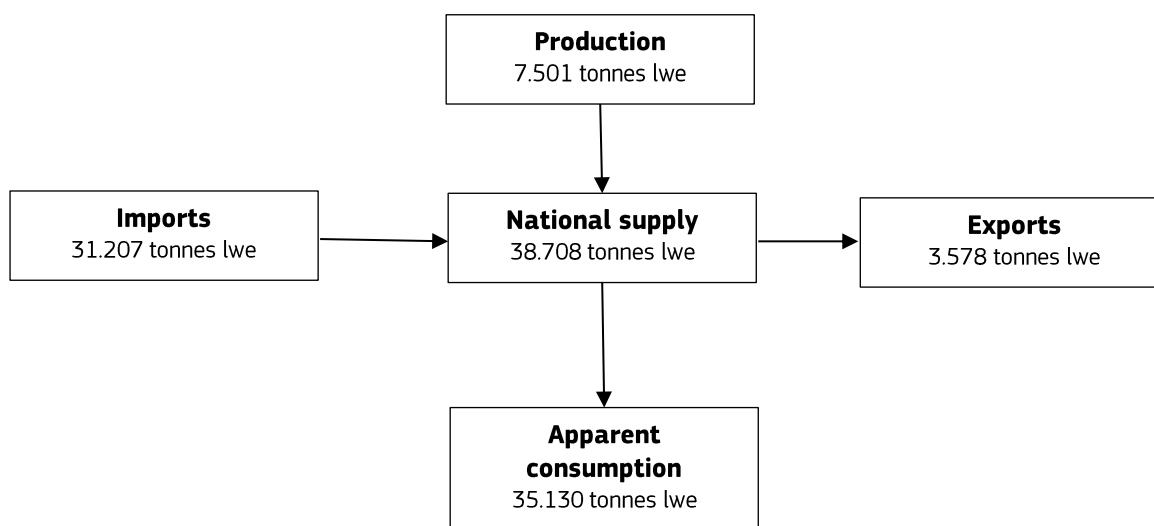 Production
7.501 tonnes lwe
Imports
31.207 tonnes lwe
National supply
38.708 tonnes lwe
Exports
3.578 tonnes lwe
Apparent
consumption
35.130 tonnes lwe